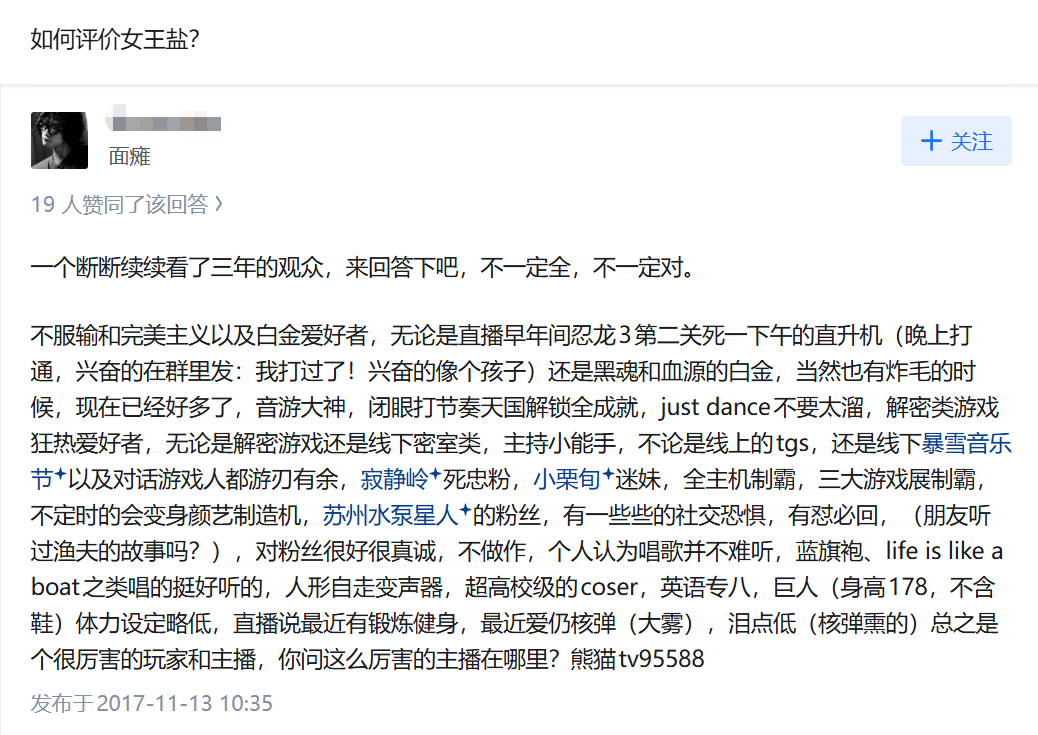 如何评价女王盐？
面瘫
+ 关注
19 人赞同了该回答 ›
一个断断续续看了三年的观众，来回答下吧，不一定全，不一定对。
不服输和完美主义以及白金爱好者，无论是直播早年间忍龙3第二关死一下午的直升机（晚上打
通，兴奋的在群里发：我打过了！兴奋的像个孩子）还是黑魂和血源的白金，当然也有炸毛的时
候，现在已经好多了，音游大神，闭眼打节奏天国解锁全成就，just dance不要太溜，解密类游戏
狂热爱好者，无论是解密游戏还是线下密室类，主持小能手，不论是线上的tgs，还是线下暴雪音乐
节以及对话游戏人都游刃有余，寂静岭死忠粉，小栗旬迷妹，全主机制霸，三大游戏展制霸，
不定时的会变身颜艺制造机，苏州水泵星人的粉丝，有一些些的社交恐惧，有怼必回，（朋友听
过渔夫的故事吗？），对粉丝很好很真诚，不做作，个人认为唱歌并不难听，蓝旗袍、life is like a
boat之类唱的挺好听的，人形自走变声器，超高校级的coser，英语专八，巨人（身高178，不含
鞋）体力设定略低，直播说最近有锻炼健身，最近爱仍核弹（大雾），泪点低（核弹熏的）总之是
个很厉害的玩家和主播，你问这么厉害的主播在哪里？熊猫tv95588
发布于2017-11-13 10:35